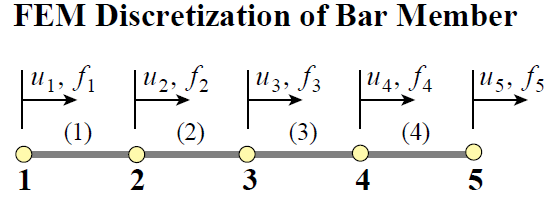 FEM Discretization of Bar Member
u1, f1 u2, f2 u3, f3 u4, f4 u5, f5
(1) (2) (3) (4)
1 2 3 4 5